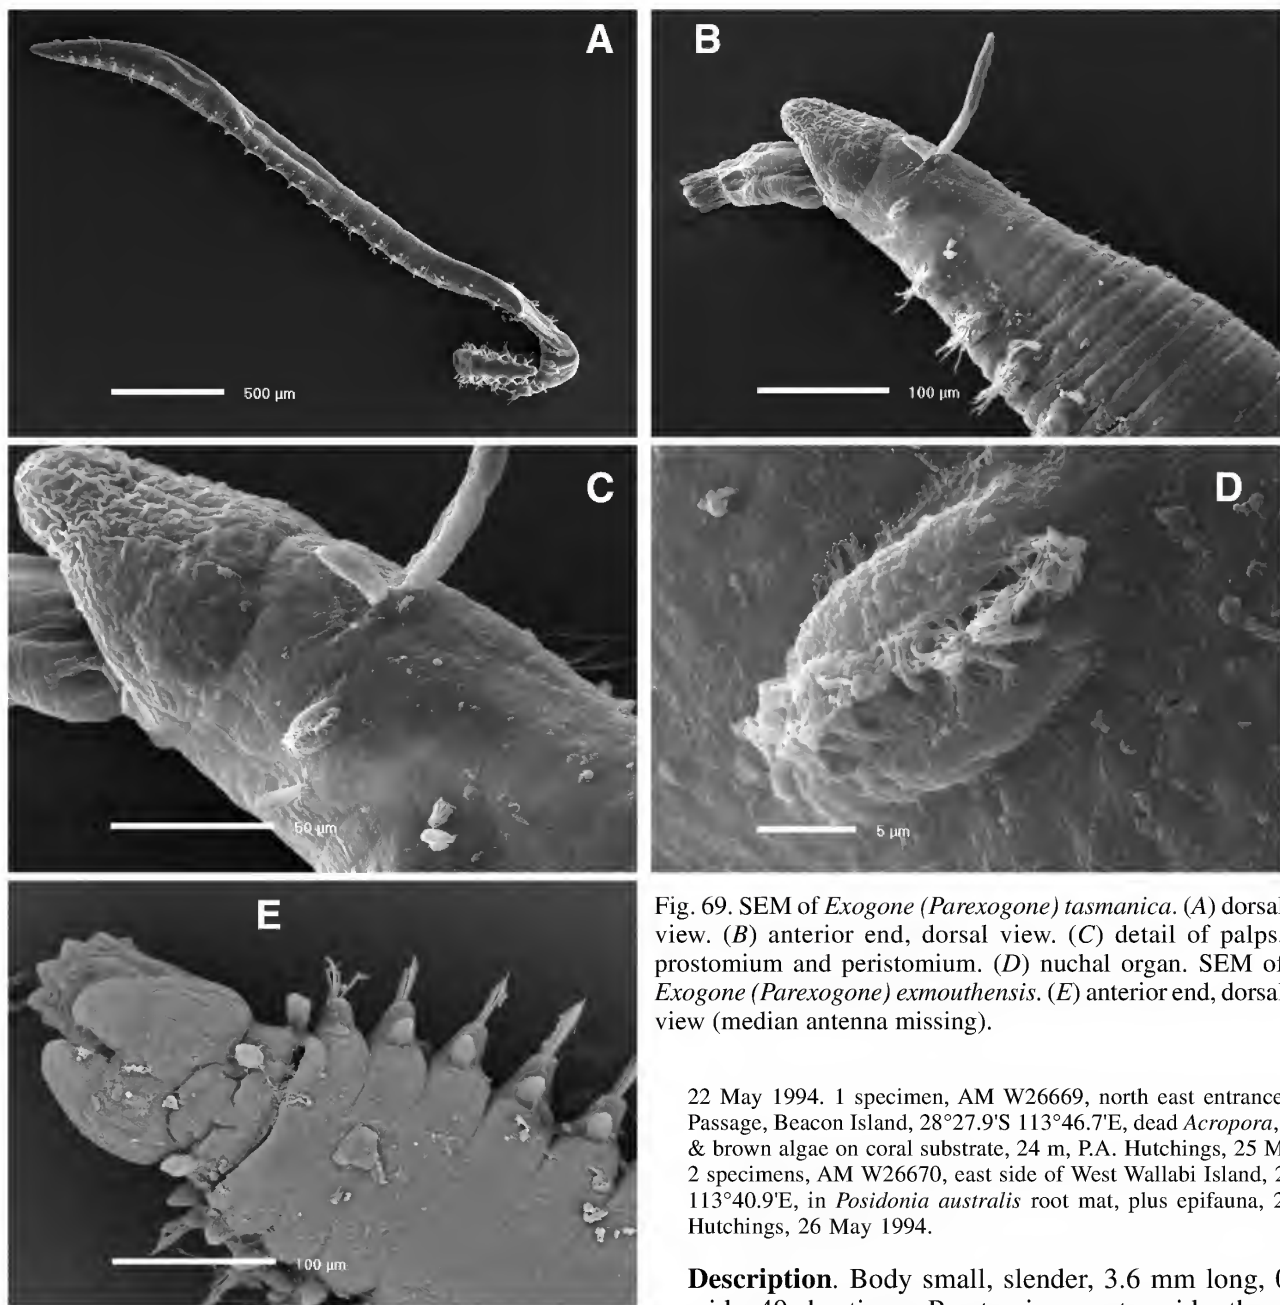 A
500 µm
B
100 µm
C
50 µm
D
5 µm
E
100 µm
Fig. 69. SEM of Exogone (Parexogone) tasmanica. (A) dorsal
view. (B) anterior end, dorsal view. (C) detail of palps,
prostomium and peristomium. (D) nuchal organ. SEM of
Exogone (Parexogone) exmouthensis. (E) anterior end, dorsal
view (median antenna missing).
22 May 1994. 1 specimen, AM W26669, north east entrance
Passage, Beacon Island, 28°27.9'S 113°46.7'E, dead Acropora,
& brown algae on coral substrate, 24 m, P.A. Hutchings, 25 M
2 specimens, AM W26670, east side of West Wallabi Island, 2
113°40.9'E, in Posidonia australis root mat, plus epifauna, 2
Hutchings, 26 May 1994.
Description. Body small, slender, 3.6 mm long, 0